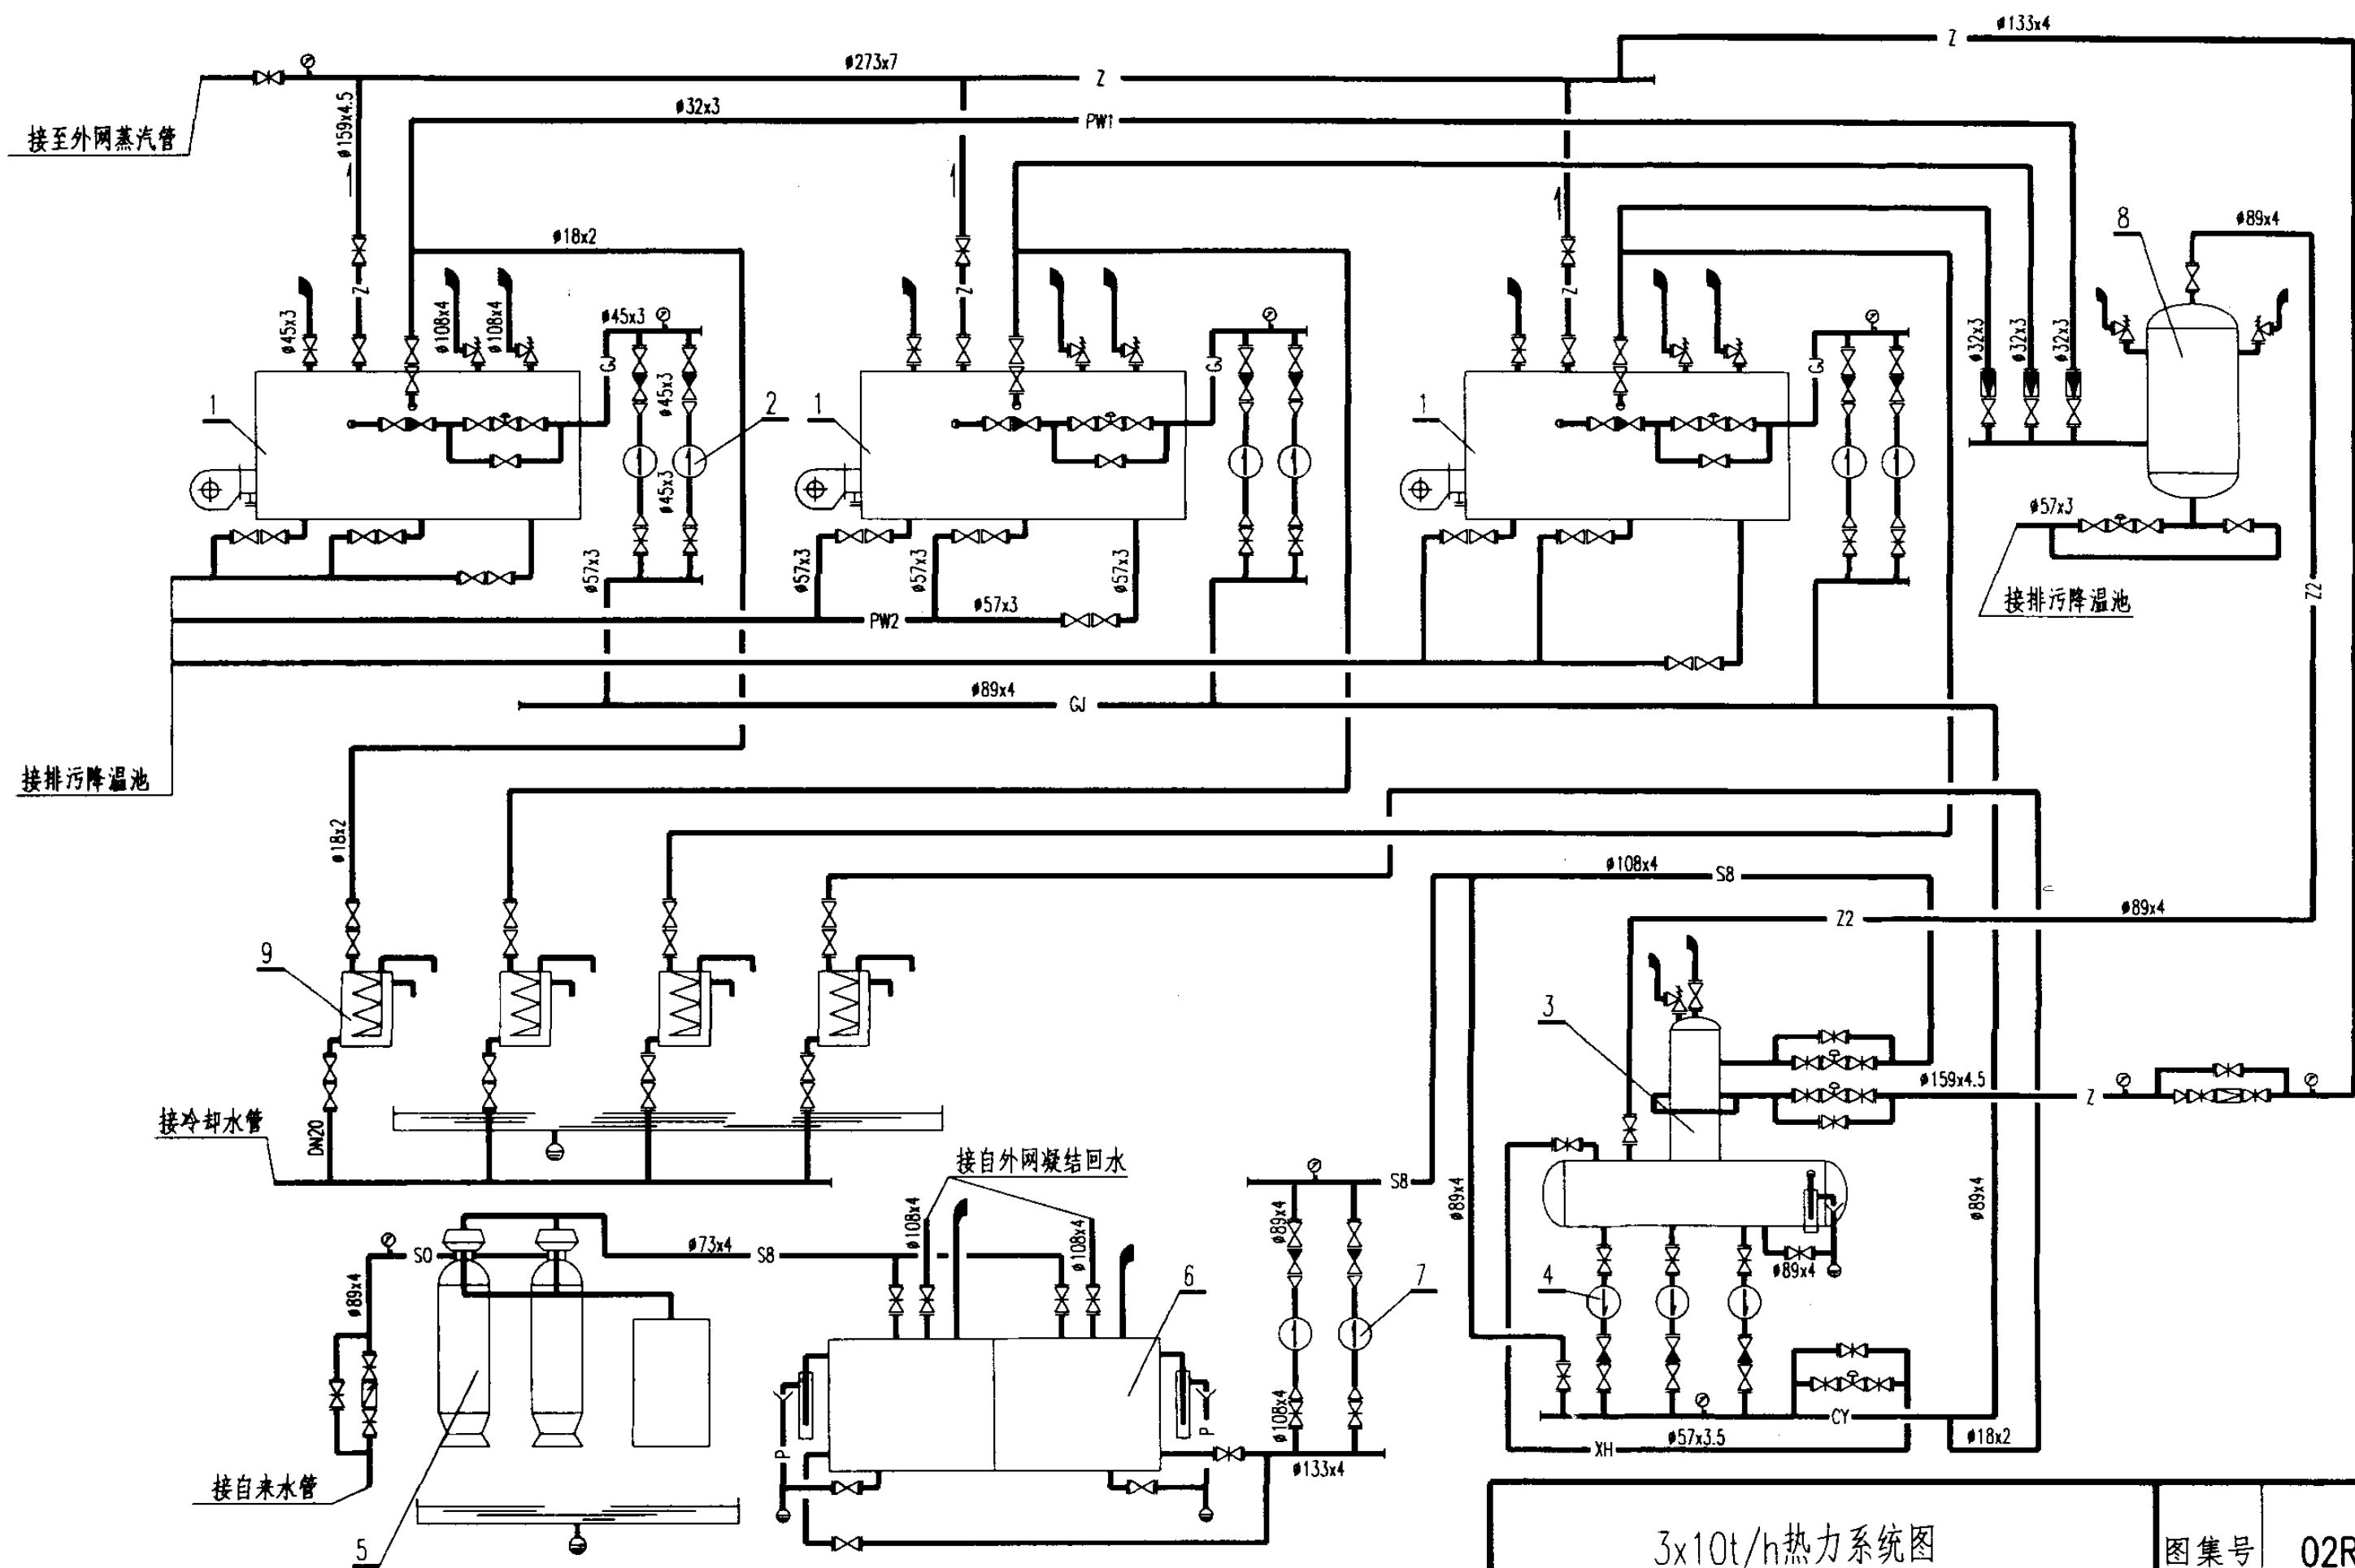 ø133x4
Z
ø273x7
Z
接至外网蒸汽管
ø159x4.5
ø32x3
PW1
8
ø89x4
ø18x2
Z
Z
Z
ø45x3
ø108x4
ø108x4
ø45x3
GJ
GJ
GJ
ø32x3
ø32x3
ø32x3
1
ø45x3
2
1
1
ø45x3
ø57x3
ø57x3
ø57x3
ø57x3
ø57x3
ø57x3
PW2
Z2
接排污降温池
ø89x4
GJ
接排污降温池
ø18x2
ø108x4
S8
Z2
ø89x4
9
3
ø159x4.5
Z
接冷却水管
DN20
接自外网凝结回水
S8
ø89x4
ø89x4
ø108x4
ø89x4
S0
ø73x4
S8
ø108x4
6
7
4
ø89x4
ø89x4
ø108x4
P
P
CY
XH
ø57x3.5
ø18x2
ø133x4
接自来水管
5
3x10t/h热力系统图
图集号
02R